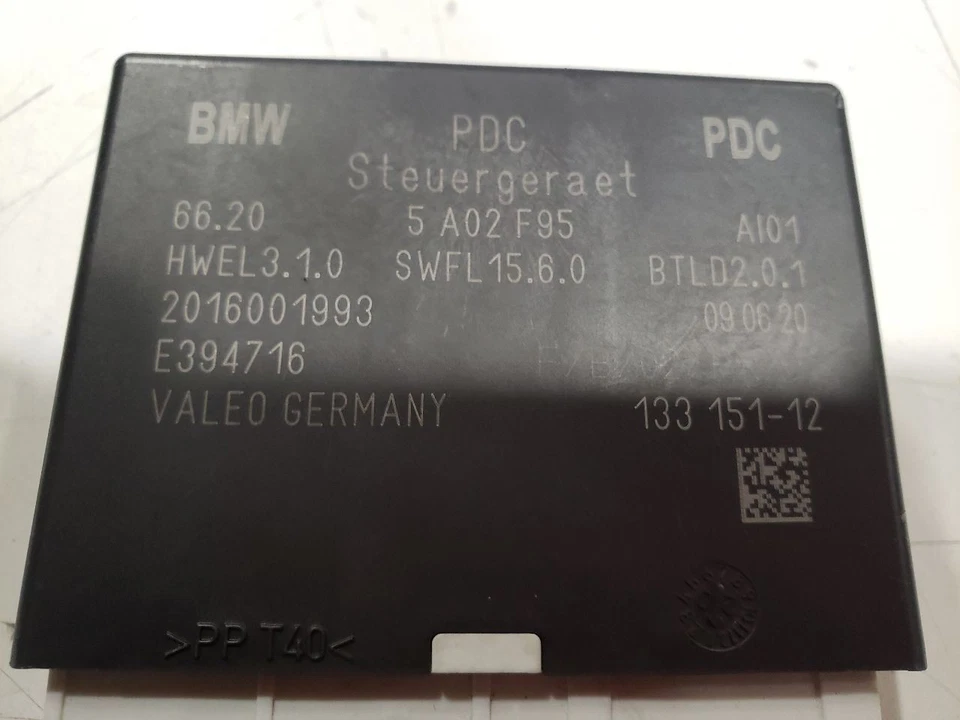 BMW PDC PDC
Steuergeraet
66.20 5 A02 F95 AI01
HWEL3.1.0 SWFL15.6.0 BTLD2.0.1
2016001993 09.06.20
E394716
VALEO GERMANY 133 151-12
>PP T40<